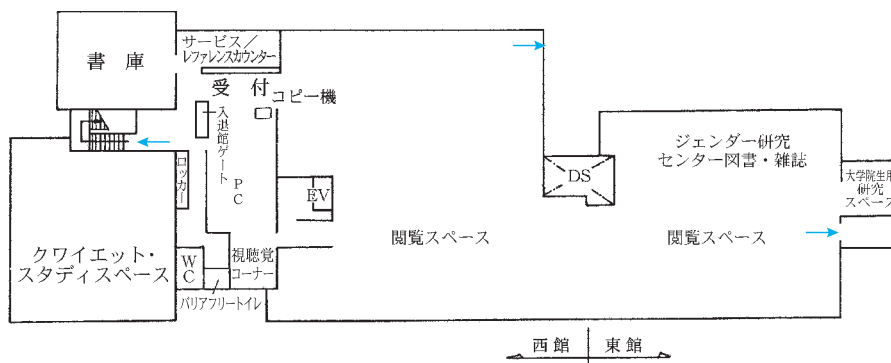 書 庫
サービス／
レファレンスカウンター
受 付
コピー機
入退館ゲート
ロッカー
PC
EV
クワイエット・
スタディスペース
WC
視聴覚
コーナー
バリアフリートイレ
閲覧スペース
DS
ジェンダー研究
センター図書・雑誌
大学院生用
研究
スペース
閲覧スペース
西 館
東 館